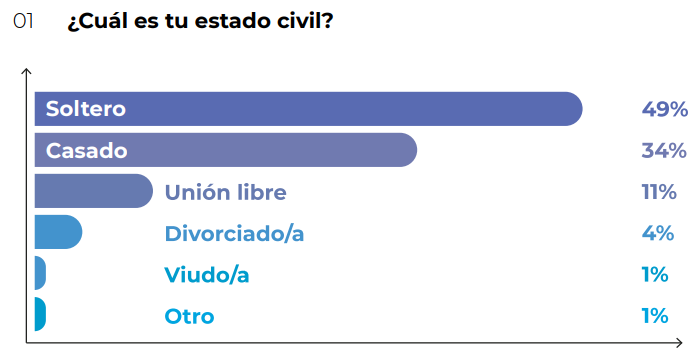 01 ¿Cuál es tu estado civil?
Soltero 49%
Casado 34%
Unión libre 11%
Divorciado/a 4%
Viudo/a 1%
Otro 1%